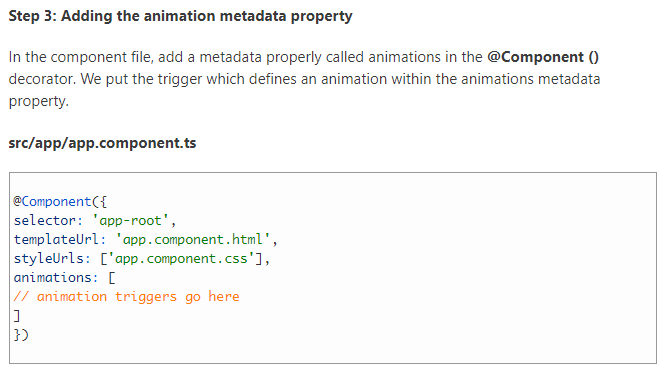 Step 3: Adding the animation metadata property
In the component file, add a metadata properly called animations in the @Component ()
decorator. We put the trigger which defines an animation within the animations metadata
property.
src/app/app.component.ts
@Component({
selector: 'app-root',
templateUrl: 'app.component.html',
styleUrls: ['app.component.css'],
animations: [
// animation triggers go here
]
})